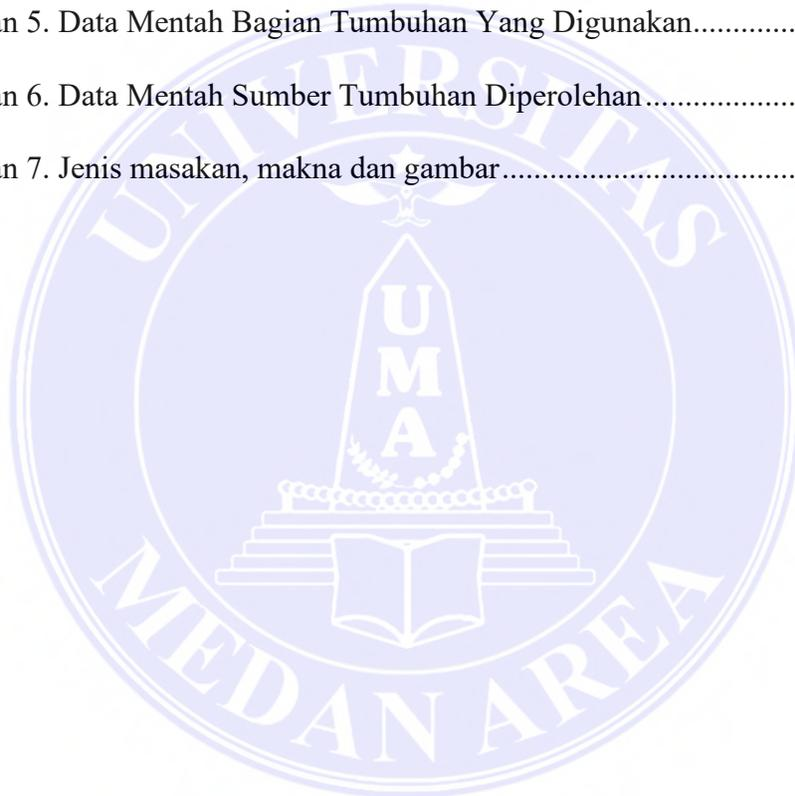 an 5. Data Mentah Bagian Tumbuhan Yang Digunakan.............
an 6. Data Mentah Sumber Tumbuhan Diperolehan...................
an 7. Jenis masakan, makna dan gambar.....................................
UNIVERSITAS
UMA
MEDAN AREA